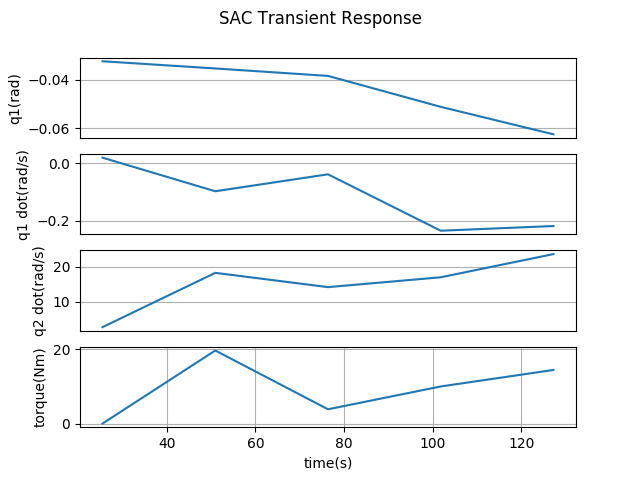 SAC Transient Response
q1(rad)
−0.04
−0.06
q1 dot(rad/s)
0.0
−0.2
q2 dot(rad/s)
20
10
torque(Nm)
20
0
40 60 80 100 120
time(s)